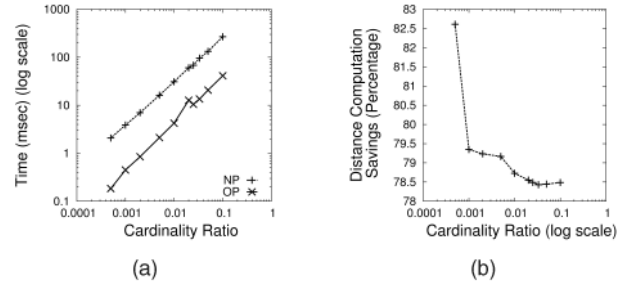 1000
100
10
1
0.1
Time (msec) (log scale)
NP
OP
0.0001
0.001
0.01
0.1
1
Cardinality Ratio
(a)
83
82.5
82
81.5
81
80.5
80
79.5
79
78.5
78
Distance Computation
Savings (Percentage)
0.0001
0.001
0.01
0.1
1
Cardinality Ratio (log scale)
(b)